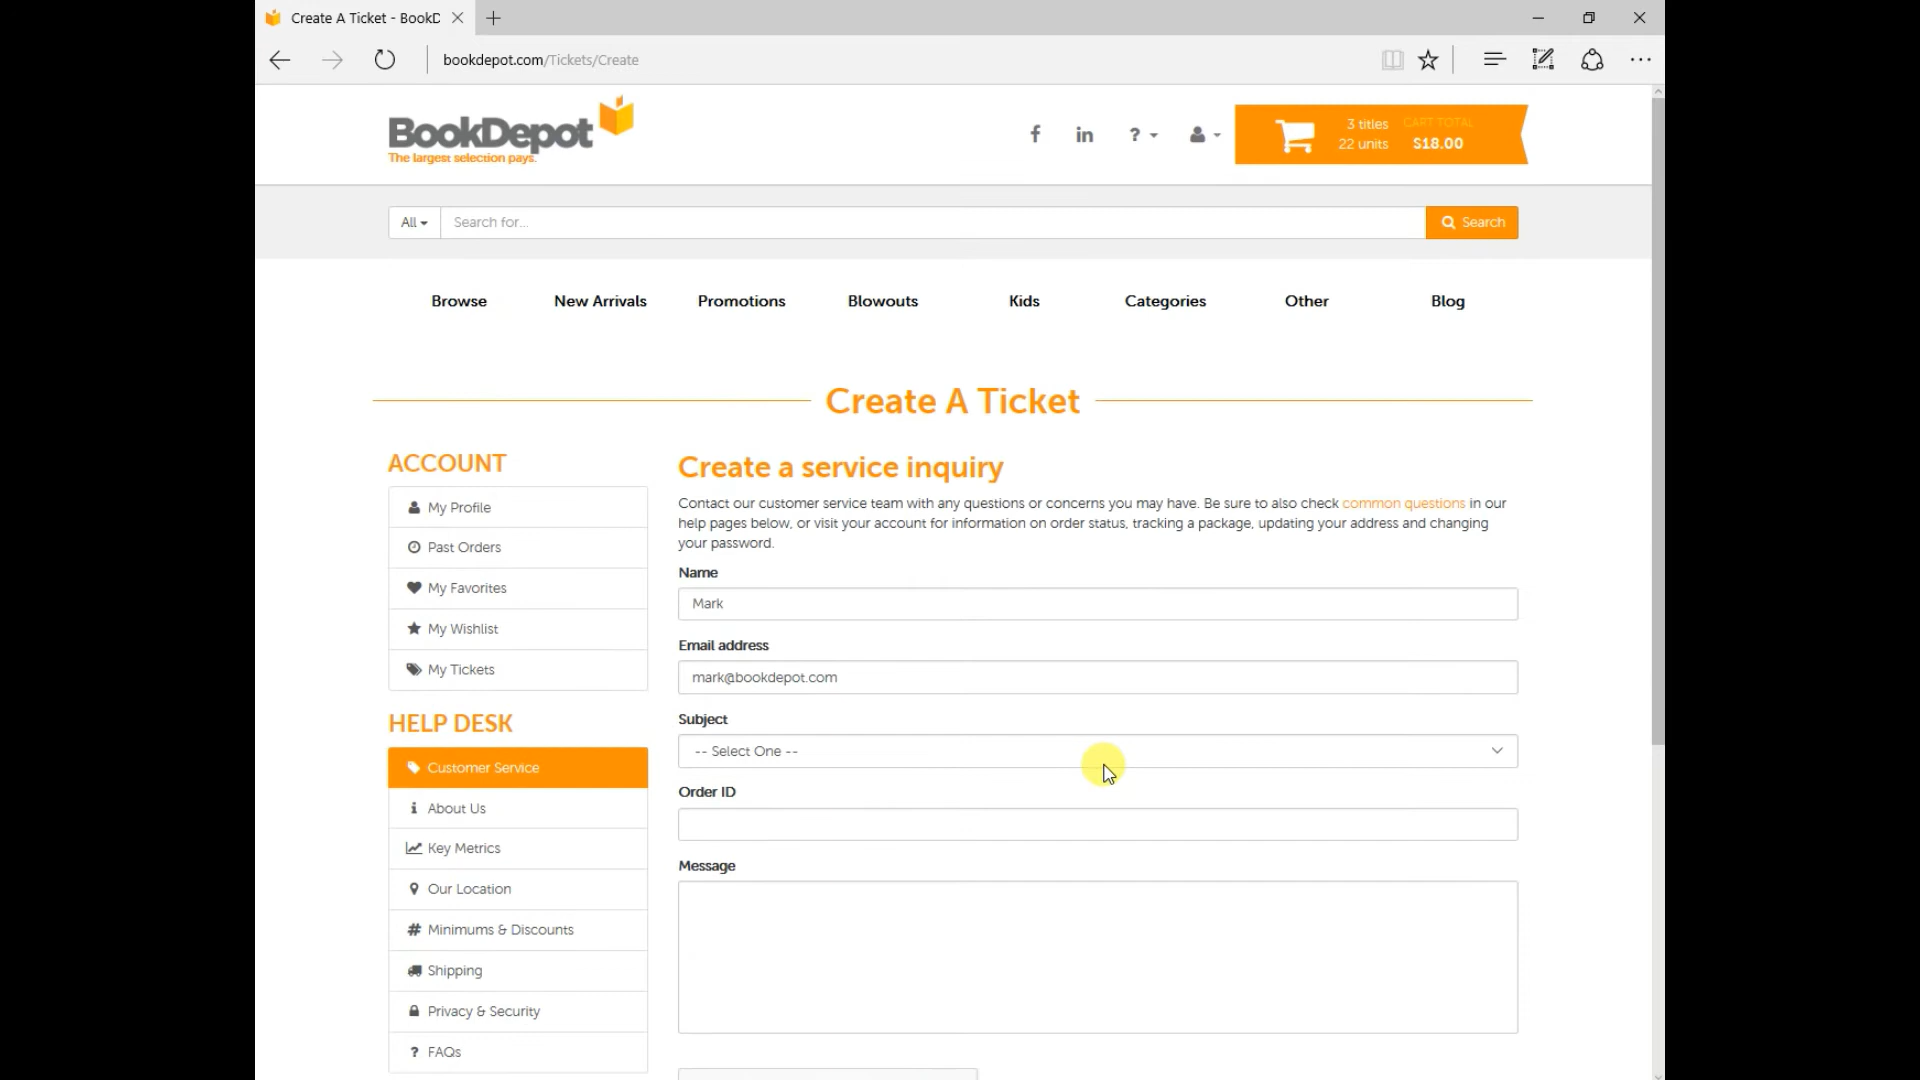 Create A Ticket - BookD
bookdepot.com/Tickets/Create
BookDepot
The largest selection pays.
?
3 titles
22 units
CART TOTAL
$18.00
All
Search for...
Search
Browse
New Arrivals
Promotions
Blowouts
Kids
Categories
Other
Blog
Create A Ticket
ACCOUNT
My Profile
Past Orders
My Favorites
My Wishlist
My Tickets
HELP DESK
Customer Service
About Us
Key Metrics
Our Location
Minimums & Discounts
Shipping
Privacy & Security
? FAQs
Create a service inquiry
Contact our customer service team with any questions or concerns you may have. Be sure to also check common questions in our
help pages below, or visit your account for information on order status, tracking a package, updating your address and changing
your password.
Name
Mark
Email address
mark@bookdepot.com
Subject
-- Select One --
Order ID
Message